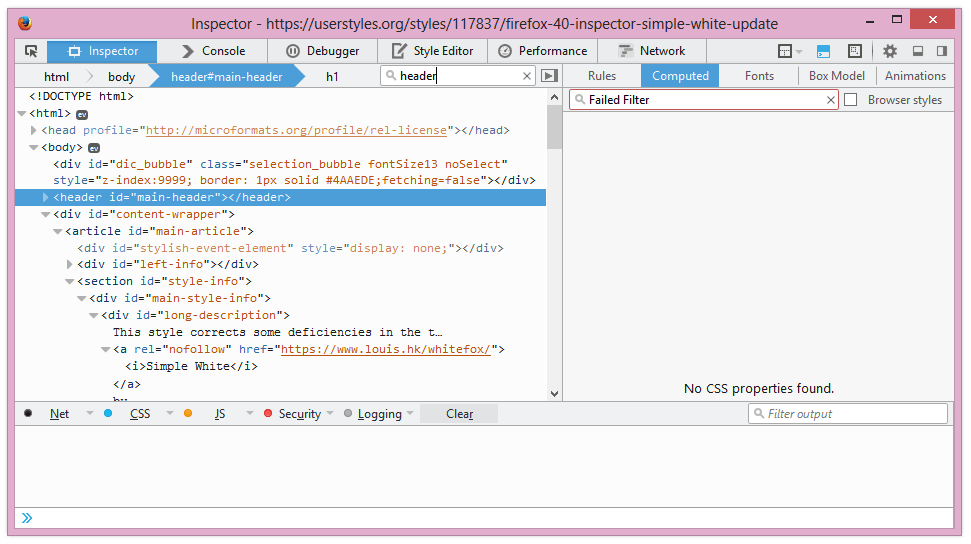 Inspector - https://userstyles.org/styles/117837/firefox-40-inspector-simple-white-update
Inspector Console Debugger Style Editor Performance Network
html body header#main-header h1 header
Rules Computed Fonts Box Model Animations
Failed Filter Browser styles
<!DOCTYPE html>
<html> ev
<head profile="http://microformats.org/profile/rel-license"></head>
<body> ev
<div id="dic_bubble" class="selection_bubble fontSize13 noSelect"
style="z-index:9999; border: 1px solid #4AAEDE;fetching=false"></div>
<header id="main-header"></header>
<div id="content-wrapper">
<article id="main-article">
<div id="stylish-event-element" style="display: none;"></div>
<div id="left-info"></div>
<section id="style-info">
<div id="main-style-info">
<div id="long-description">
This style corrects some deficiencies in the t…
<a rel="nofollow" href="https://www.louis.hk/whitefox/">
<i>Simple White</i>
</a>
by
No CSS properties found.
Net CSS JS Security Logging Clear Filter output